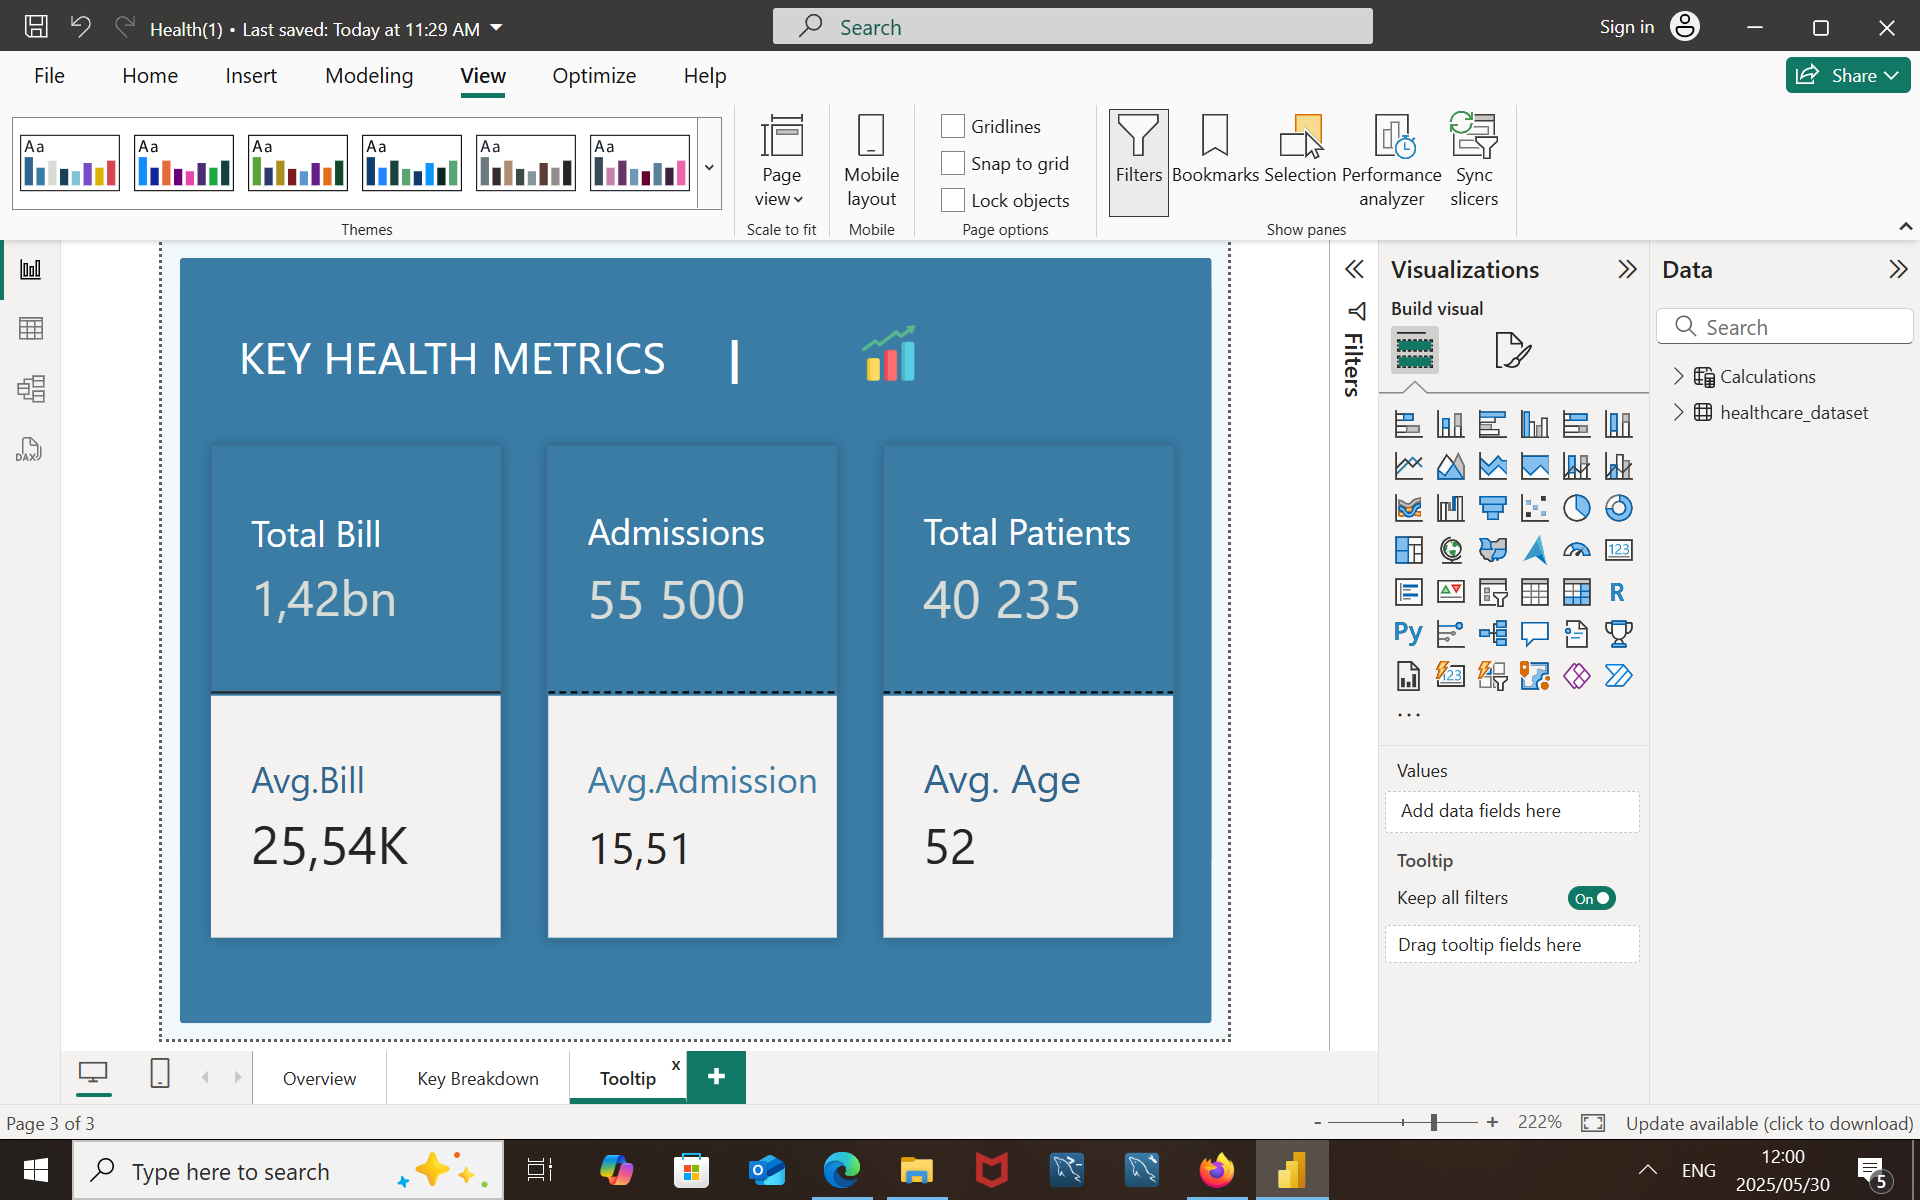 Health(1) • Last saved: Today at 11:29 AM
Search
Sign in
File Home Insert Modeling View Optimize Help
Share
Aa Aa Aa Aa Aa Aa
Themes
Page view
Scale to fit
Mobile layout
Mobile
Gridlines
Snap to grid
Lock objects
Page options
Filters
Bookmarks
Selection
Performance analyzer
Sync slicers
Show panes
KEY HEALTH METRICS |
Total Bill
1,42bn
Admissions
55 500
Total Patients
40 235
Avg.Bill
25,54K
Avg.Admission
15,51
Avg. Age
52
Filters
Visualizations
Build visual
123
R
Py
123
...
Values
Add data fields here
Tooltip
Keep all filters
On
Drag tooltip fields here
Data
Search
Calculations
healthcare_dataset
DAX
Overview
Key Breakdown
Tooltip
x
+
Page 3 of 3
- + 222%
Update available (click to download)
Type here to search
ENG
12:00
2025/05/30
5